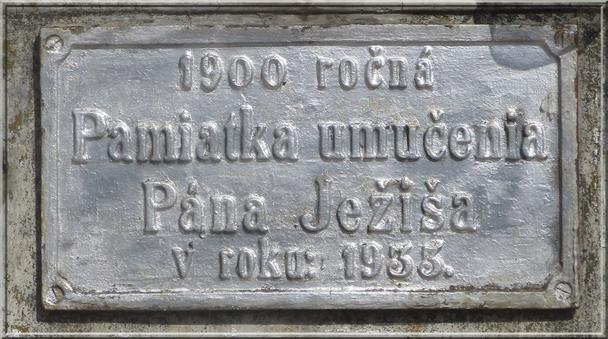 1900 ročná
Pamiatka umučenia
Pána Ježiša
v roku: 1935.